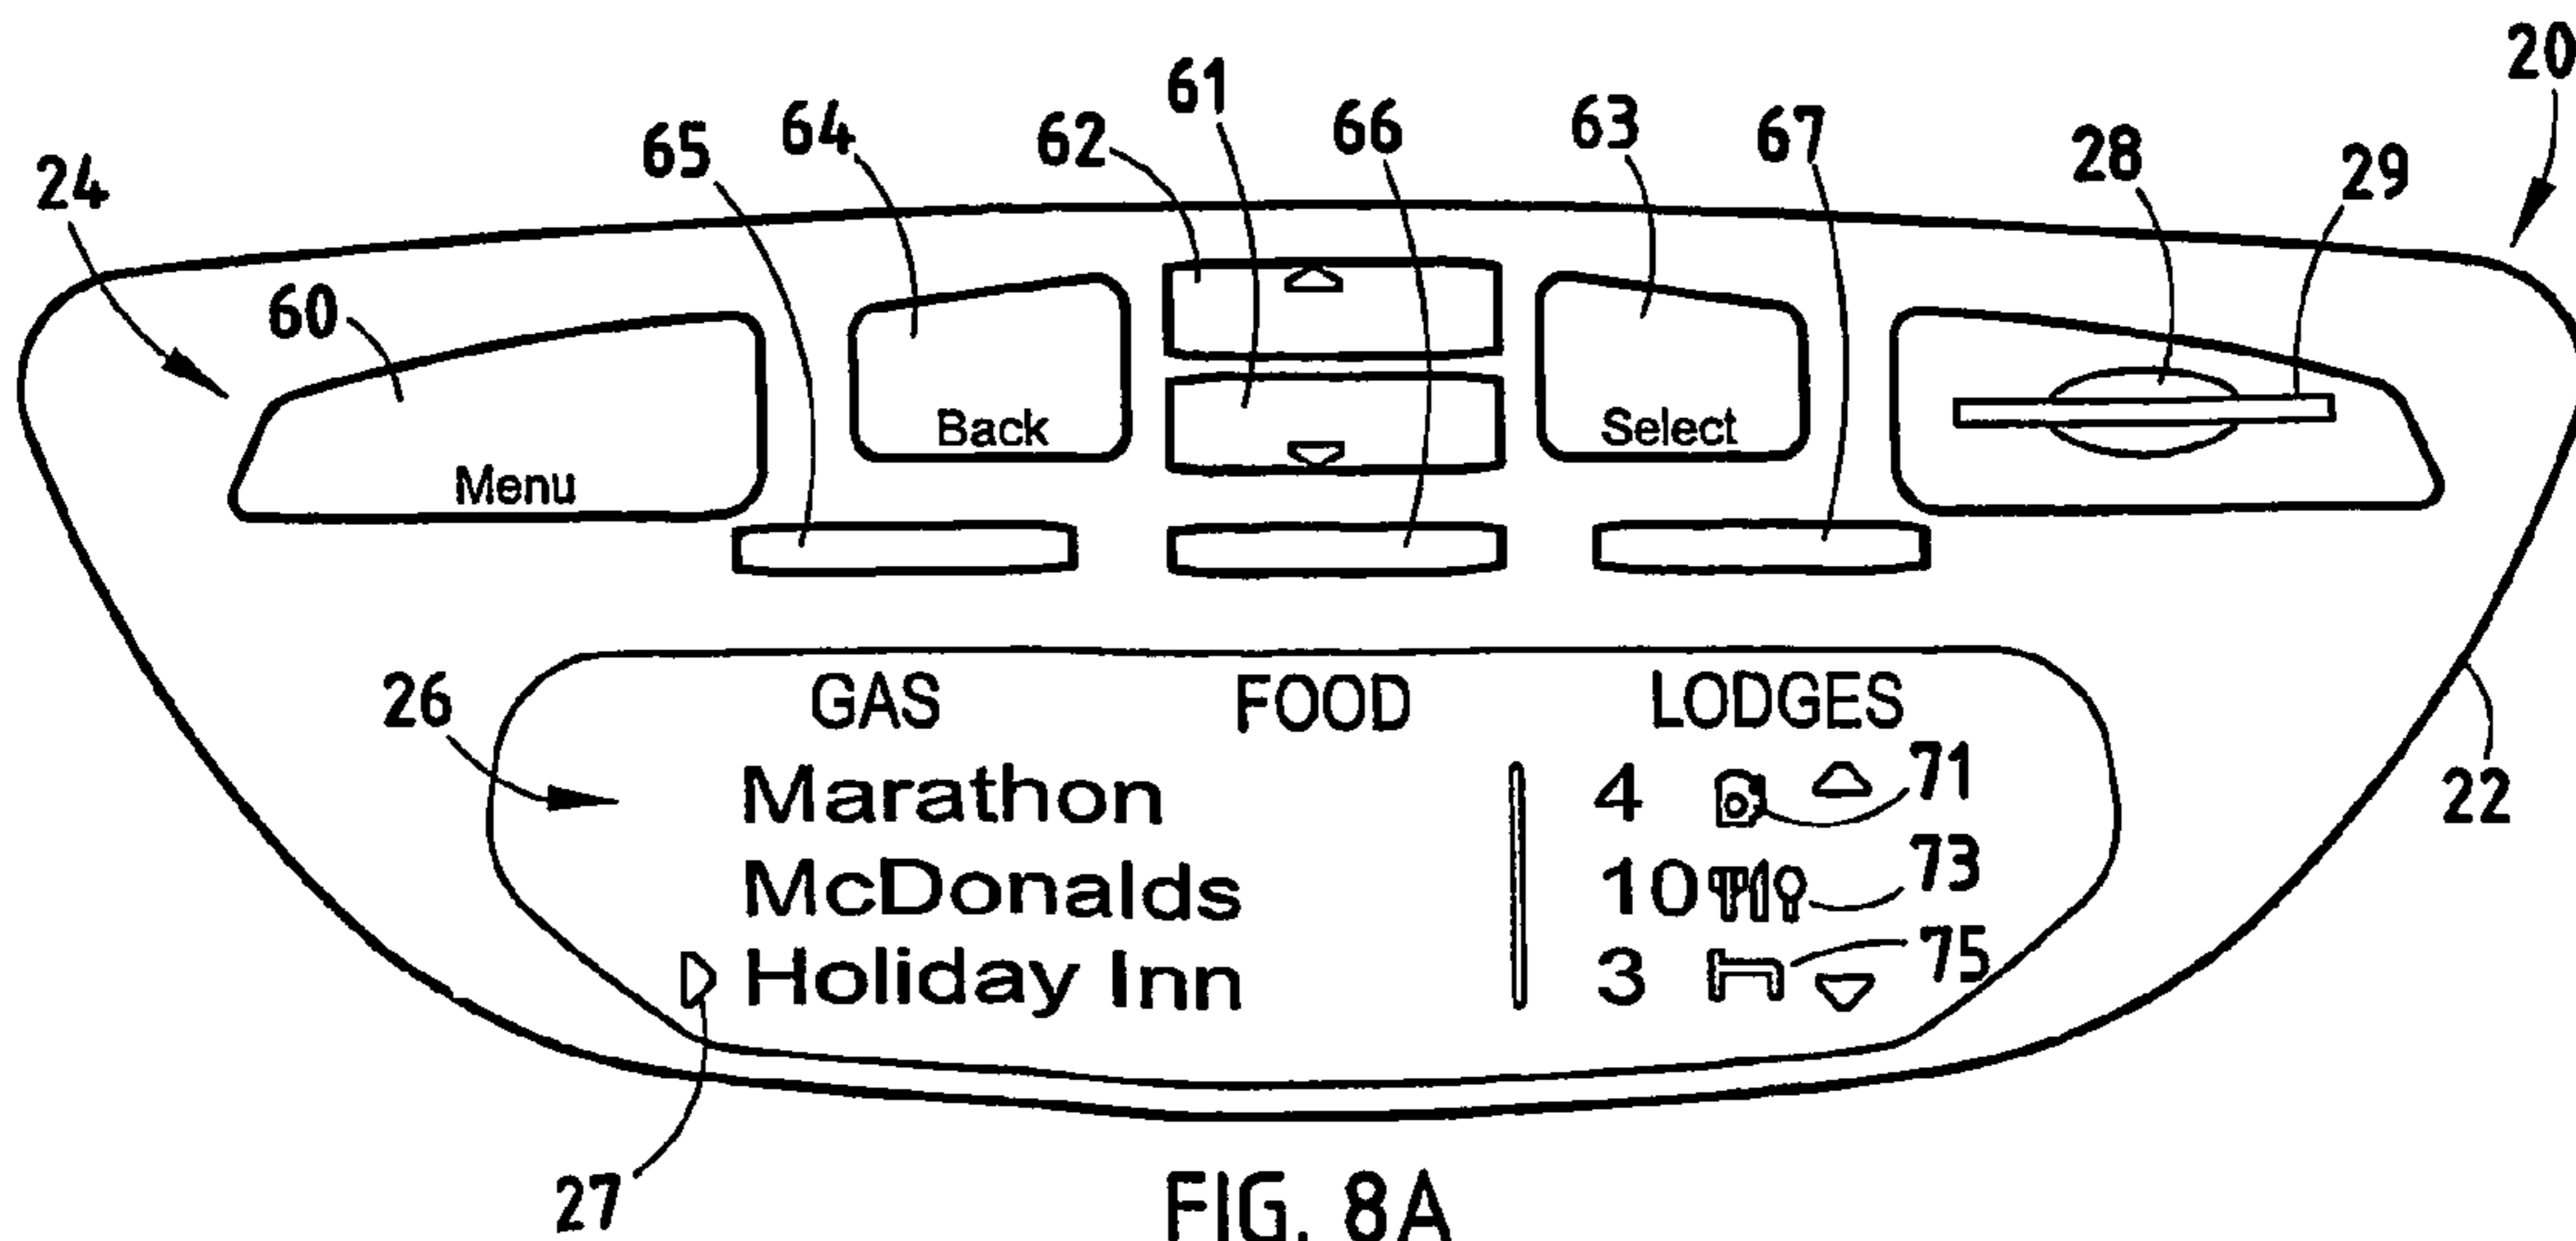 20
61
62
66
63
67
64
65
28
29
24
60
Back
Select
Menu
26
GAS FOOD LODGES
Marathon 4 71
McDonalds 10 73
Holiday Inn 3 75
22
27
FIG. 8A